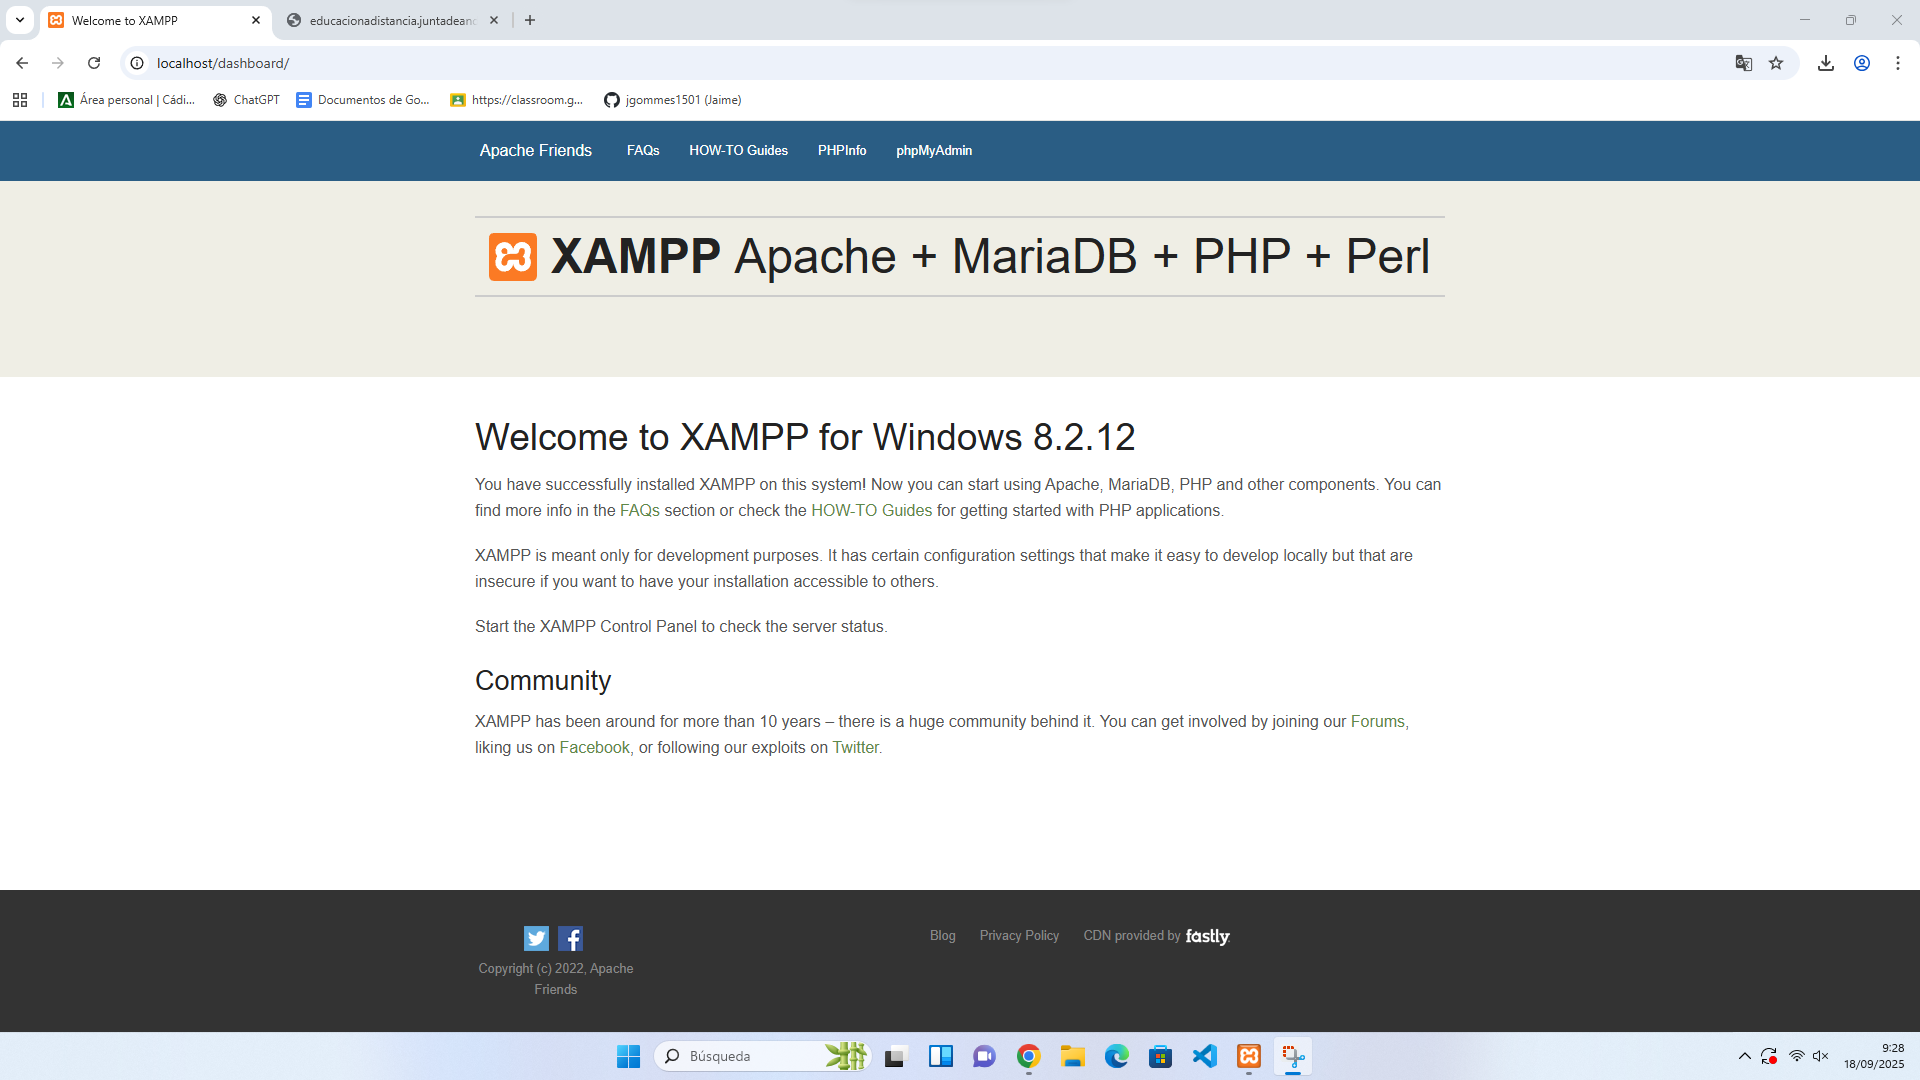 Welcome to XAMPP
educacionadistancia.juntadeanc
localhost/dashboard/
Área personal | Cádi...
ChatGPT
Documentos de Go...
https://classroom.g...
jgommes1501 (Jaime)
Apache Friends
FAQs
HOW-TO Guides
PHPInfo
phpMyAdmin
XAMPP Apache + MariaDB + PHP + Perl
Welcome to XAMPP for Windows 8.2.12
You have successfully installed XAMPP on this system! Now you can start using Apache, MariaDB, PHP and other components. You can
find more info in the FAQs section or check the HOW-TO Guides for getting started with PHP applications.
XAMPP is meant only for development purposes. It has certain configuration settings that make it easy to develop locally but that are
insecure if you want to have your installation accessible to others.
Start the XAMPP Control Panel to check the server status.
Community
XAMPP has been around for more than 10 years – there is a huge community behind it. You can get involved by joining our Forums,
liking us on Facebook, or following our exploits on Twitter.
Blog
Privacy Policy
CDN provided by fastly
Copyright (c) 2022, Apache
Friends
Búsqueda
9:28
18/09/2025